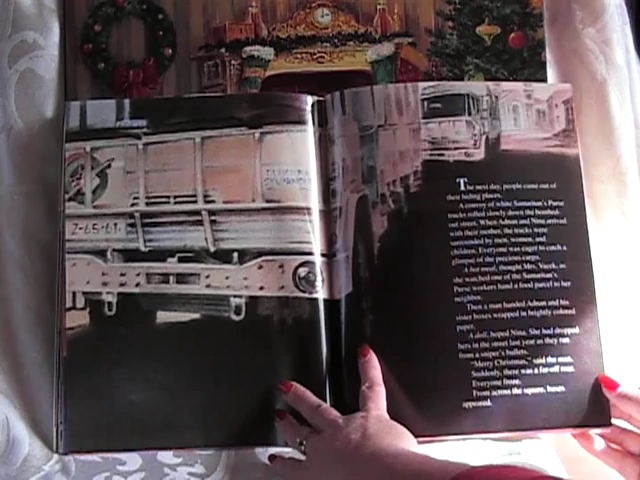 Z-65-61
The next day, people came out of
their hiding places.
A convoy of white Samaritan's Purse
trucks rolled slowly down the bombed-
out street. When Adnan and Nina arrived
with their mother, the trucks were
surrounded by men, women, and
children. Everyone was eager to catch a
glimpse of the precious cargo.
A hot meal, thought Mrs. Vacek, as
she watched one of the Samaritan's
Purse workers hand a food parcel to her
neighbor.
Then a man handed Adnan and his
sister boxes wrapped in brightly colored
paper.
A doll, hoped Nina. She had dropped
hers in the street last year as they ran
from a sniper's bullets.
"Merry Christmas," said the man.
Suddenly, there was a far-off roar.
Everyone froze.
From across the square,
appeared.